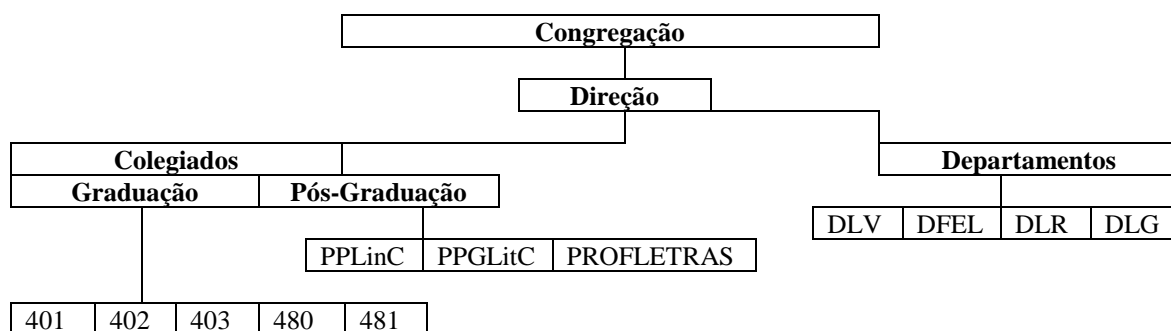 Congregação
Direção
Colegiados
Departamentos
Graduação Pós-Graduação
DLV DFEL DLR DLG
PPLinC PPGLitC PROFLETRAS
401 402 403 480 481